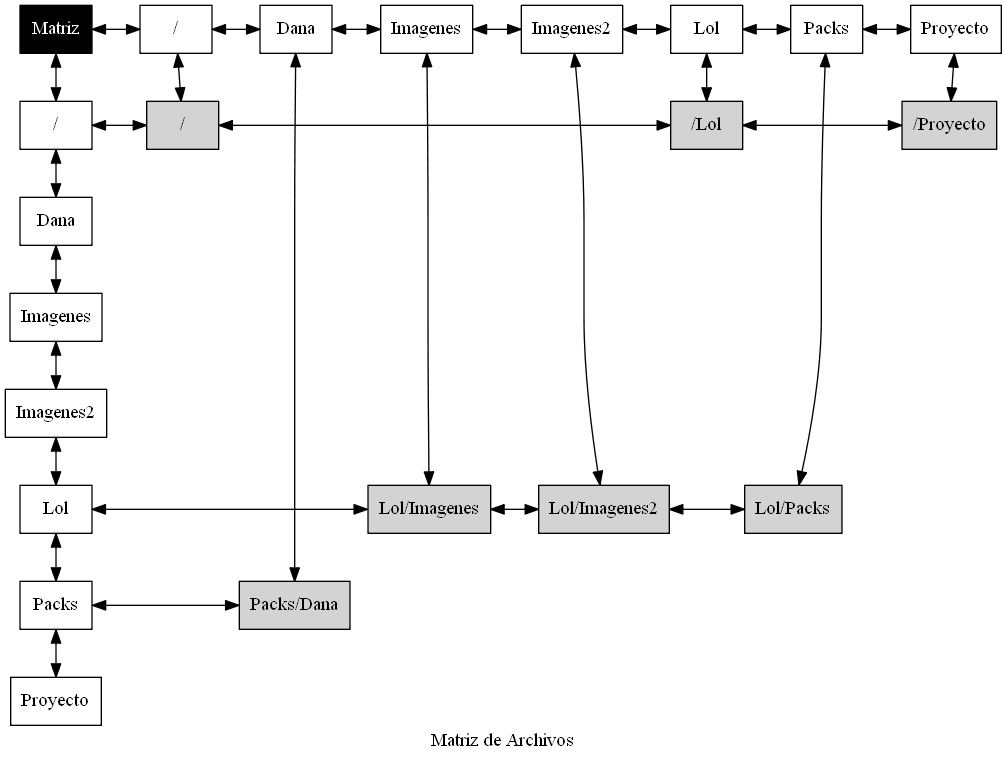 Matriz
/
Dana
Imagenes
Imagenes2
Lol
Packs
Proyecto
/
/
/Lol
/Proyecto
Dana
Imagenes
Imagenes2
Lol
Lol/Imagenes
Lol/Imagenes2
Lol/Packs
Packs
Packs/Dana
Proyecto
Matriz de Archivos